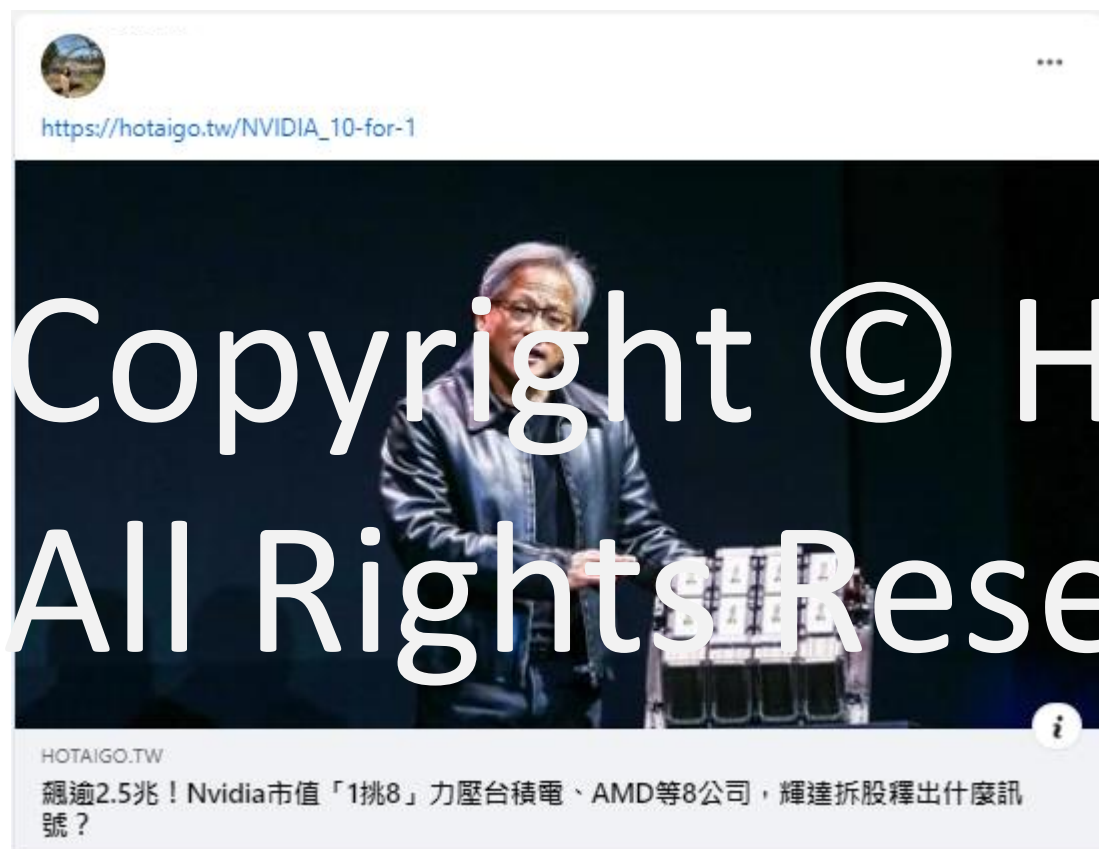 https://hotaigo.tw/NVIDIA_10-for-1
Copyright © H
All Rights Rese
HOTAIGO.TW
飆逾2.5兆！Nvidia市值「1挑8」力壓台積電、AMD等8公司，輝達拆股釋出什麼訊
號？